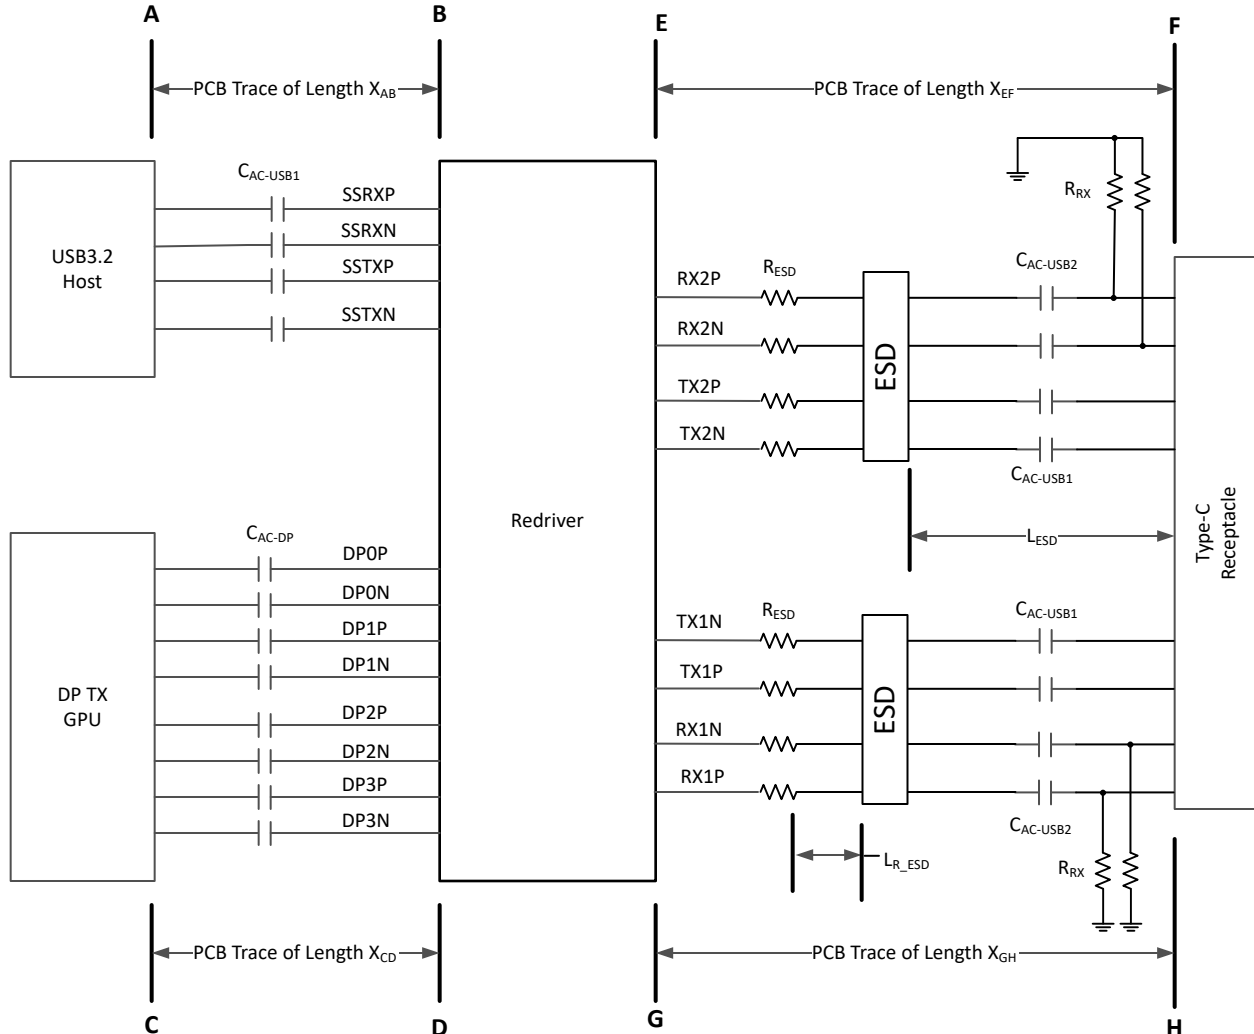 A
B
E
F
PCB Trace of Length XAB
PCB Trace of Length XEF
CAC-USB1
SSRXP
SSRXN
SSTXP
SSTXN
USB3.2
Host
RRX
RX2P
RESD
CAC-USB2
RX2N
TX2P
TX2N
ESD
CAC-USB1
Redriver
LESD
Type-C
Receptacle
CAC-DP
DP0P
DP0N
DP1P
DP1N
DP2P
DP2N
DP3P
DP3N
DP TX
GPU
TX1N
RESD
CAC-USB1
TX1P
RX1N
RX1P
ESD
CAC-USB2
LR_ESD
RRX
PCB Trace of Length XCD
PCB Trace of Length XGH
C
D
G
H